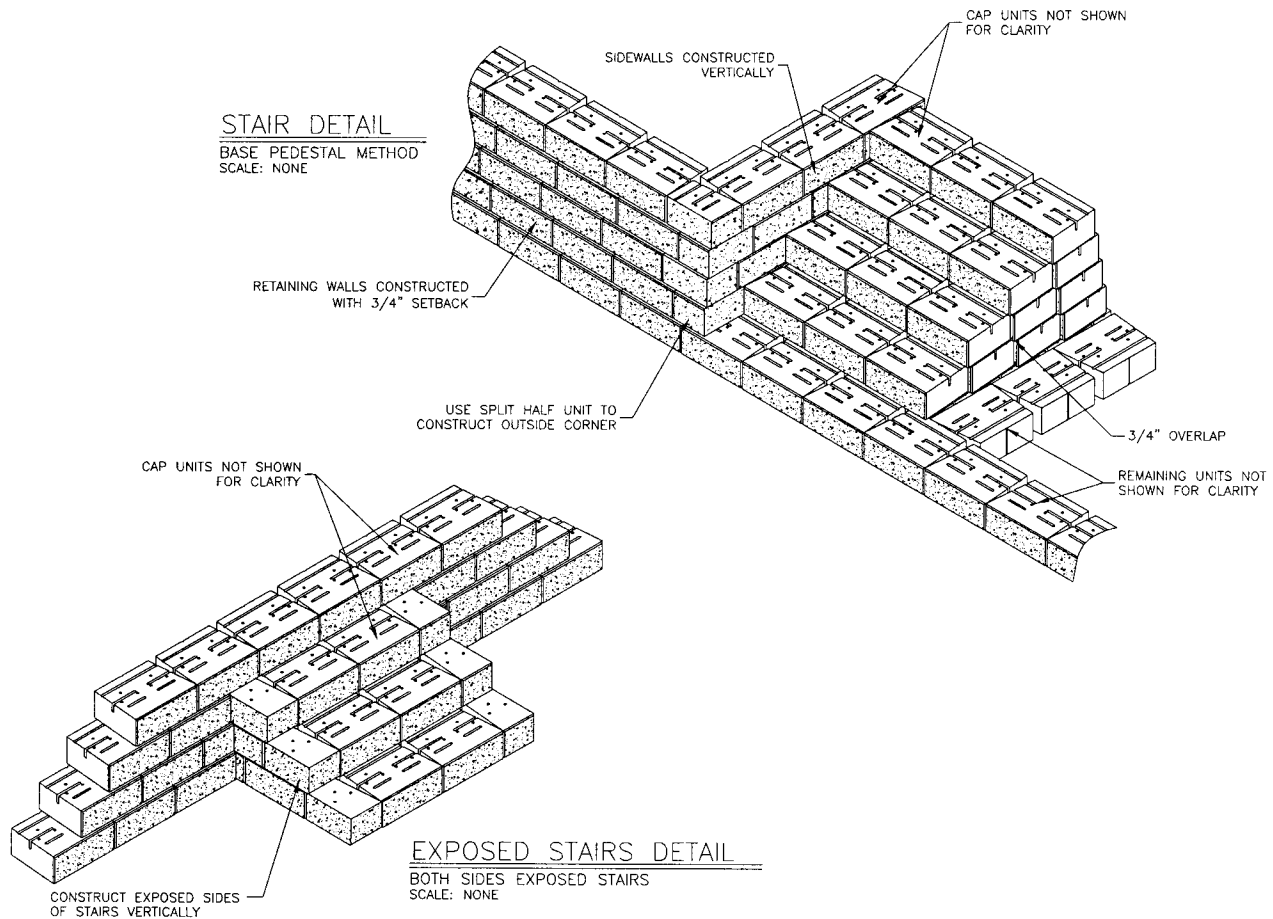 CAP UNITS NOT SHOWN
FOR CLARITY
SIDEWALLS CONSTRUCTED
VERTICALLY
STAIR DETAIL
BASE PEDESTAL METHOD
SCALE: NONE
RETAINING WALLS CONSTRUCTED
WITH 3/4" SETBACK
USE SPLIT HALF UNIT TO
CONSTRUCT OUTSIDE CORNER
3/4" OVERLAP
REMAINING UNITS NOT
SHOWN FOR CLARITY
CAP UNITS NOT SHOWN
FOR CLARITY
EXPOSED STAIRS DETAIL
BOTH SIDES EXPOSED STAIRS
SCALE: NONE
CONSTRUCT EXPOSED SIDES
OF STAIRS VERTICALLY